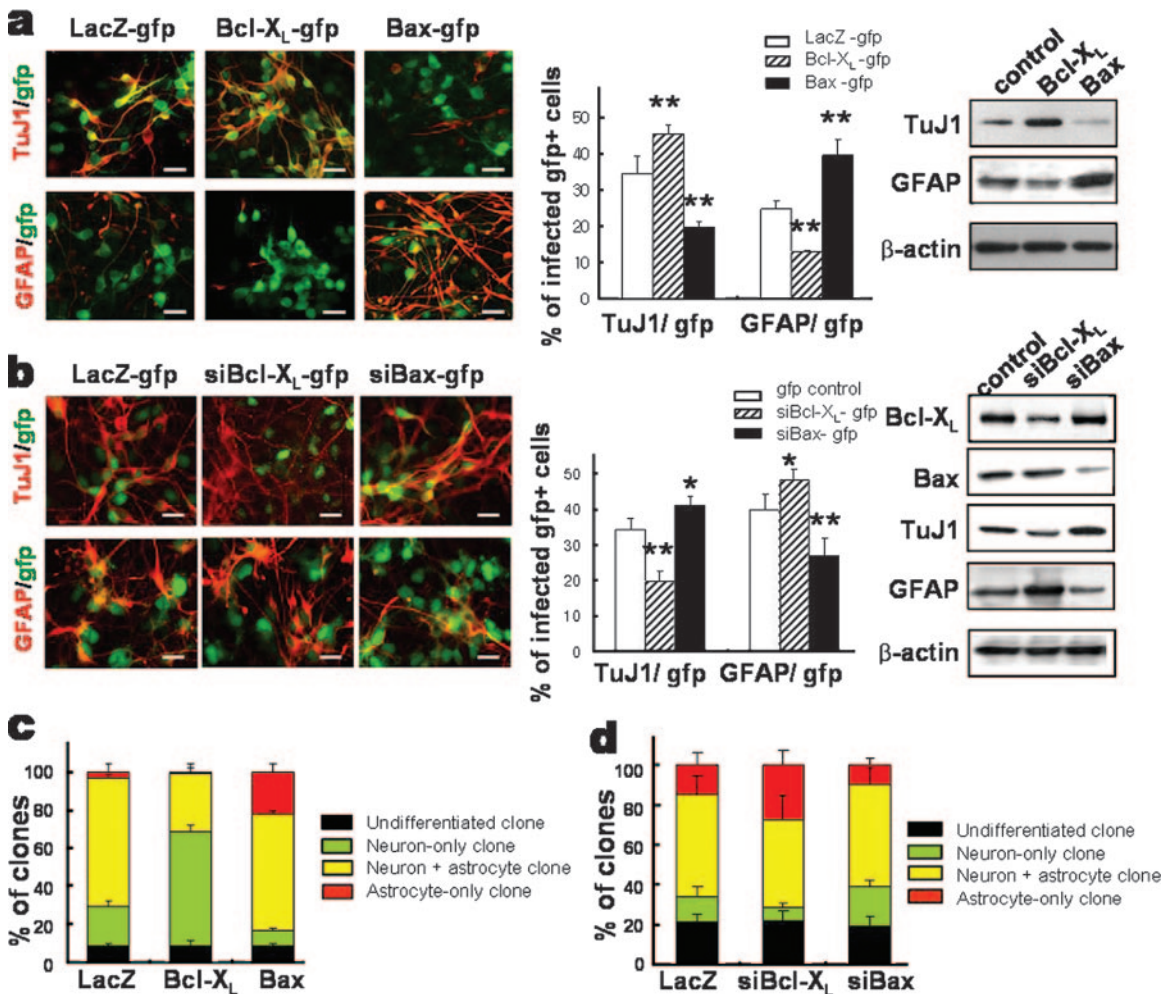 a
LacZ-gfp
Bcl-XL-gfp
Bax-gfp
TuJ1/gfp
GFAP/gfp
LacZ -gfp
Bcl-XL -gfp
Bax -gfp
% of infected gfp+ cells
50
40
30
20
10
0
**
**
**
**
TuJ1/ gfp
GFAP/ gfp
control
Bcl-XL
Bax
TuJ1
GFAP
β-actin
b
LacZ-gfp
siBcl-XL-gfp
siBax-gfp
TuJ1/gfp
GFAP/gfp
gfp control
siBcl-XL- gfp
siBax- gfp
% of infected gfp+ cells
50
40
30
20
10
0
**
*
*
**
TuJ1/ gfp
GFAP/ gfp
control
siBcl-XL
siBax
Bcl-XL
Bax
TuJ1
GFAP
β-actin
c
% of clones
100
80
60
40
20
0
LacZ
Bcl-XL
Bax
Undifferentiated clone
Neuron-only clone
Neuron + astrocyte clone
Astrocyte-only clone
d
% of clones
100
80
60
40
20
0
LacZ
siBcl-XL
siBax
Undifferentiated clone
Neuron-only clone
Neuron + astrocyte clone
Astrocyte-only clone